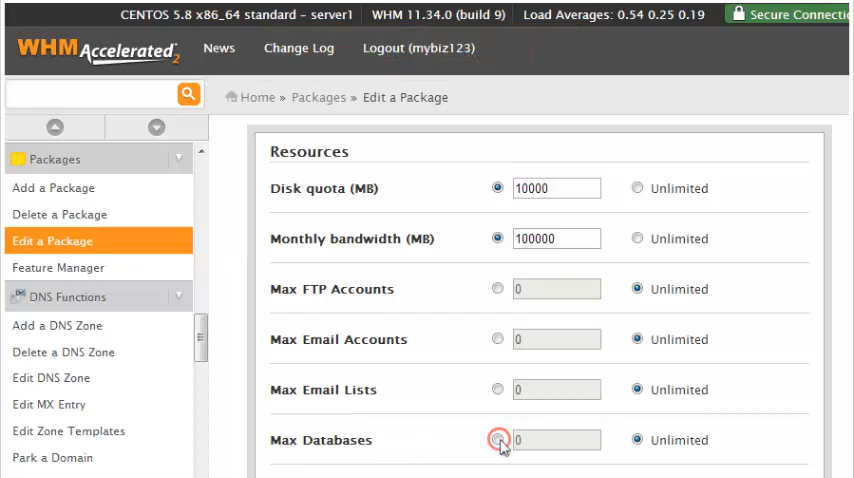 CENTOS 5.8 x86_64 standard – server1 WHM 11.34.0 (build 9) Load Averages: 0.54 0.25 0.19 Secure Connectio
WHM Accelerated 2 News Change Log Logout (mybiz123)
Home » Packages » Edit a Package
Packages
Add a Package
Delete a Package
Edit a Package
Feature Manager
DNS Functions
Add a DNS Zone
Delete a DNS Zone
Edit DNS Zone
Edit MX Entry
Edit Zone Templates
Park a Domain
Resources
Disk quota (MB) 10000 Unlimited
Monthly bandwidth (MB) 100000 Unlimited
Max FTP Accounts 0 Unlimited
Max Email Accounts 0 Unlimited
Max Email Lists 0 Unlimited
Max Databases 0 Unlimited